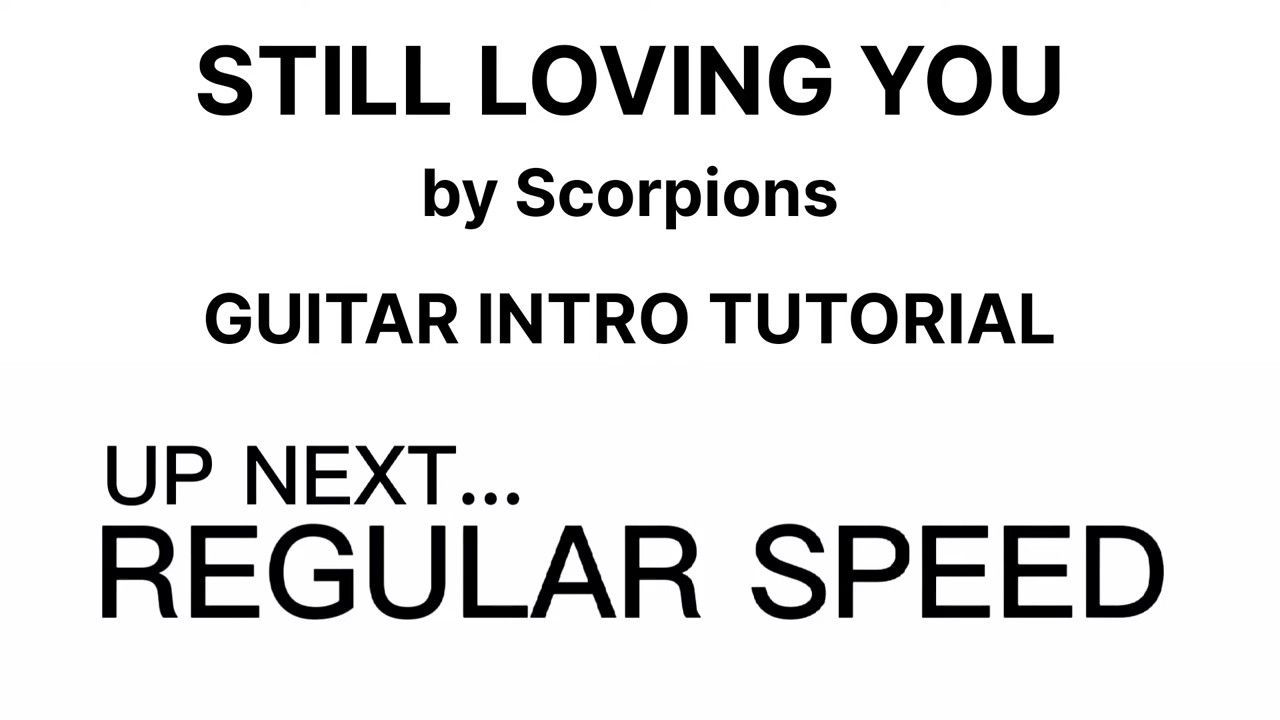 STILL LOVING YOU
by Scorpions
GUITAR INTRO TUTORIAL
UP NEXT...
REGULAR SPEED